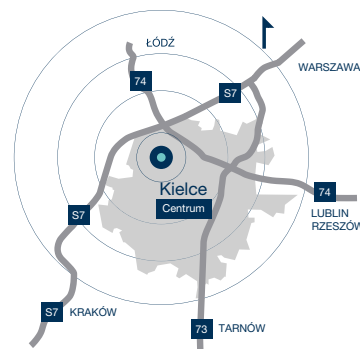 ŁÓDŹ
WARSZAWA
74
S7
Kielce
Centrum
74
LUBLIN
RZESZÓW
S7
S7
KRAKÓW
73
TARNÓW